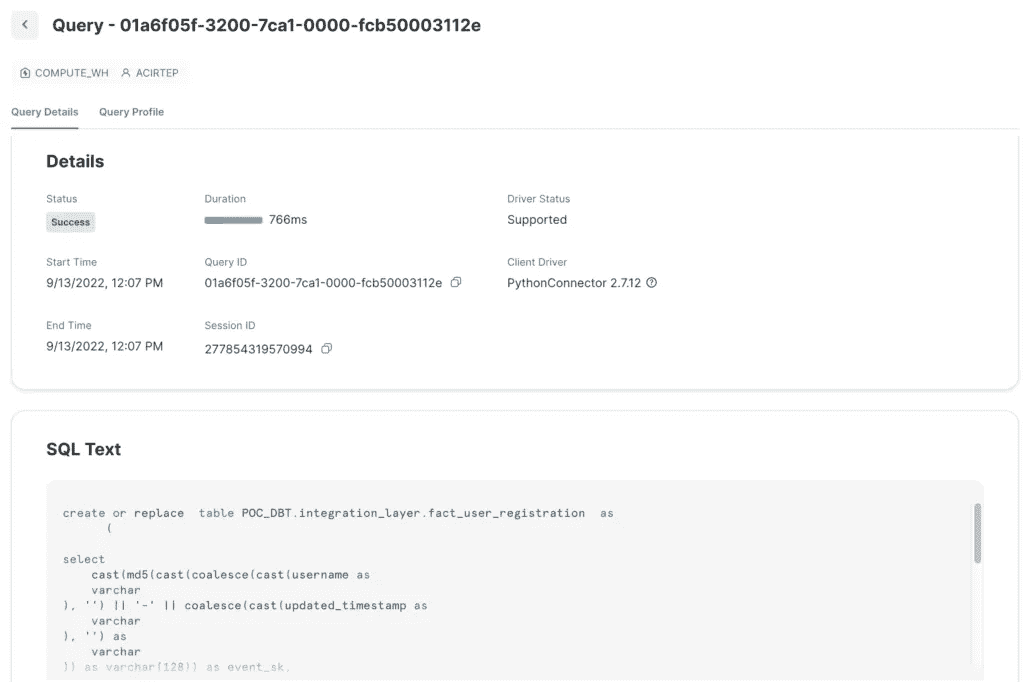 Query - 01a6f05f-3200-7ca1-0000-fcb50003112e
COMPUTE_WH ACIRTEP
Query Details Query Profile
Details
Status Duration Driver Status
Success 766ms Supported
Start Time Query ID Client Driver
9/13/2022, 12:07 PM 01a6f05f-3200-7ca1-0000-fcb50003112e PythonConnector 2.7.12
End Time Session ID
9/13/2022, 12:07 PM 277854319570994
SQL Text
create or replace  table POC_DBT.integration_layer.fact_user_registration  as
      (
select
    cast(md5(cast(coalesce(cast(username as
    varchar
), '') || '-' || coalesce(cast(updated_timestamp as
    varchar
), '') as
    varchar
)) as varchar(128)) as event_sk,